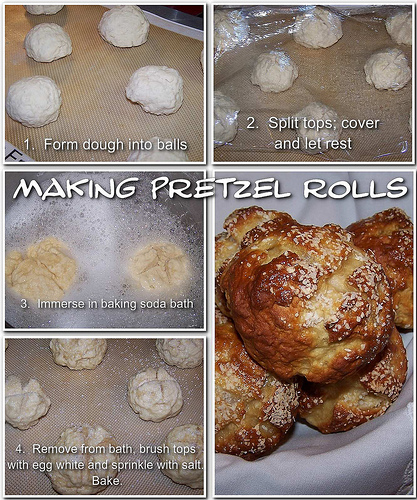 1.  Form dough into balls
2.  Split tops; cover
and let rest
MAKING PRETZEL ROLLS
3.  Immerse in baking soda bath
4.  Remove from bath, brush tops
with egg white and sprinkle with salt.
Bake.